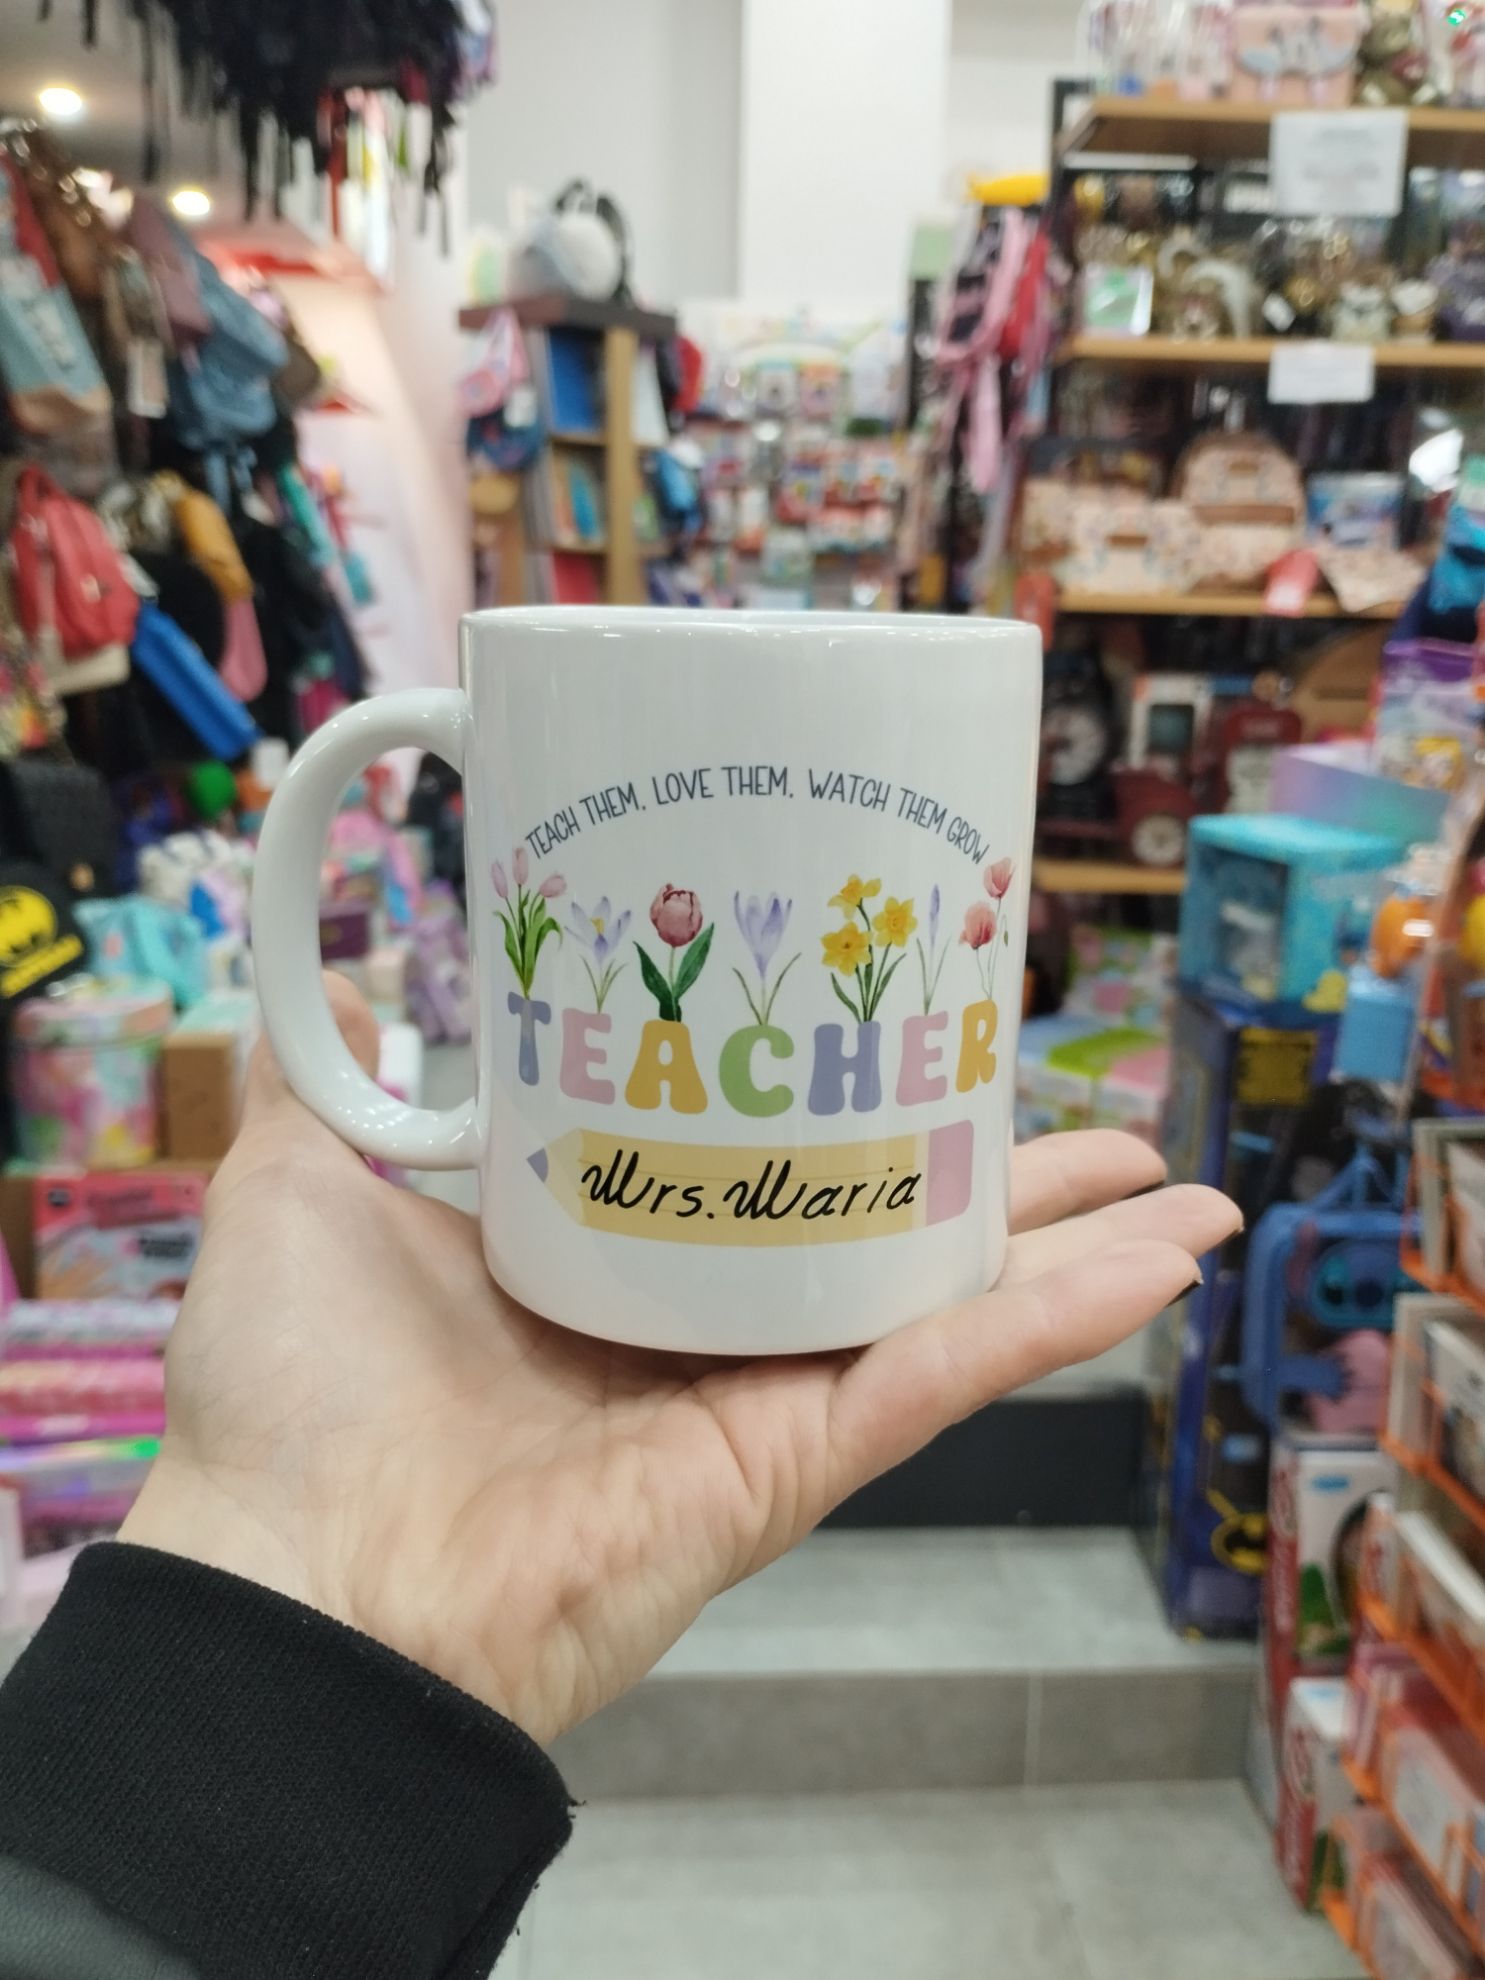 TEACH THEM. LOVE THEM. WATCH THEM GROW
TEACHER
Mrs. Maria